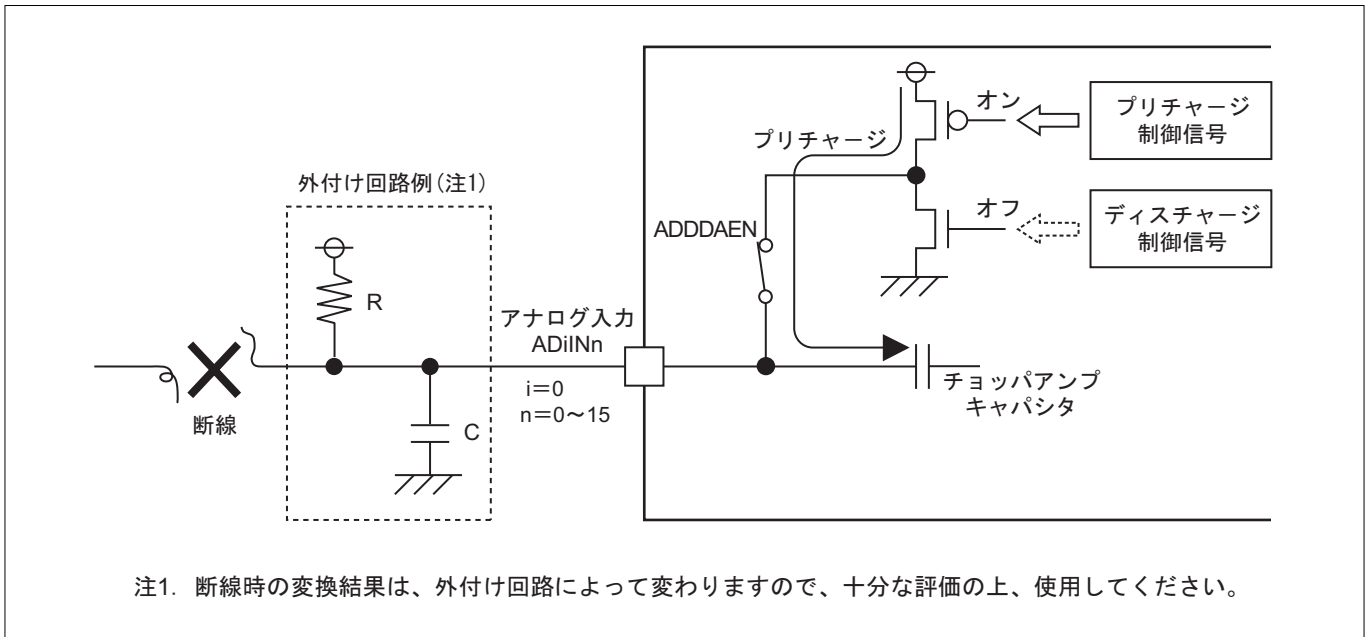 オン
プリチャージ
制御信号
プリチャージ
外付け回路例(注1)
オフ
ディスチャージ
制御信号
ADDDAEN
R
アナログ入力
ADiINn
i=0
n=0~15
チョッパアンプ
キャパシタ
断線
C
注1. 断線時の変換結果は、外付け回路によって変わりますので、十分な評価の上、使用してください。